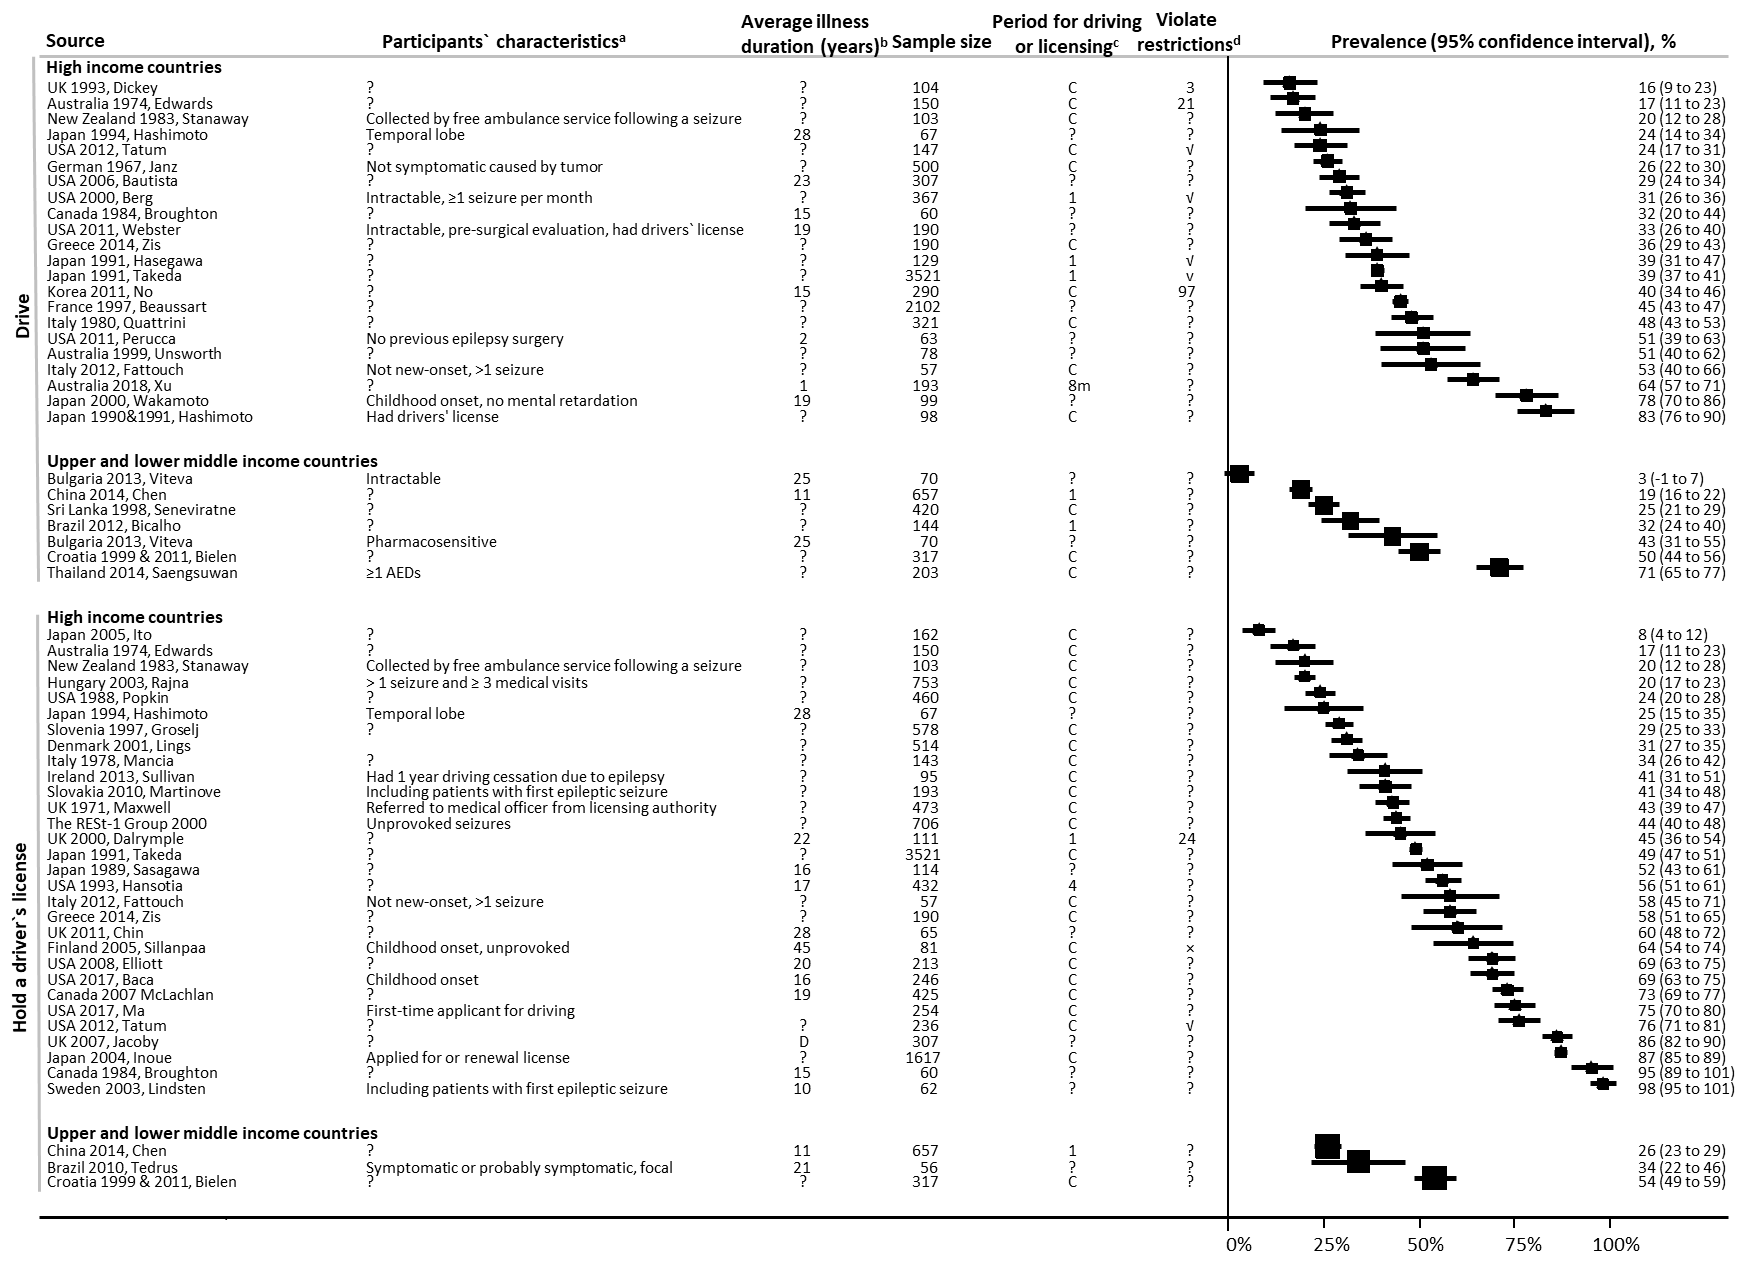 Source Participants` characteristicsa Average illness duration (years)b Sample size Period for driving or licensingc Violate restrictionsd Prevalence (95% confidence interval), %
Drive
High income countries
UK 1993, Dickey ? ? 104 C 3 16 (9 to 23)
Australia 1974, Edwards ? ? 150 C 21 17 (11 to 23)
New Zealand 1983, Stanaway Collected by free ambulance service following a seizure ? 103 C ? 20 (12 to 28)
Japan 1994, Hashimoto Temporal lobe 28 67 ? ? 24 (14 to 34)
USA 2012, Tatum ? ? 147 C √ 24 (17 to 31)
German 1967, Janz Not symptomatic caused by tumor ? 500 C ? 26 (22 to 30)
USA 2006, Bautista ? 23 307 ? ? 29 (24 to 34)
USA 2000, Berg Intractable, ≥1 seizure per month ? 367 1 √ 31 (26 to 36)
Canada 1984, Broughton ? 15 60 ? ? 32 (20 to 44)
USA 2011, Webster Intractable, pre-surgical evaluation, had drivers` license 19 190 ? ? 33 (26 to 40)
Greece 2014, Zis ? ? 190 C ? 36 (29 to 43)
Japan 1991, Hasegawa ? ? 129 1 √ 39 (31 to 47)
Japan 1991, Takeda ? ? 3521 1 v 39 (37 to 41)
Korea 2011, No ? 15 290 C 97 40 (34 to 46)
France 1997, Beaussart ? ? 2102 ? ? 45 (43 to 47)
Italy 1980, Quattrini ? ? 321 C ? 48 (43 to 53)
USA 2011, Perucca No previous epilepsy surgery 2 63 ? ? 51 (39 to 63)
Australia 1999, Unsworth ? ? 78 ? ? 51 (40 to 62)
Italy 2012, Fattouch Not new-onset, >1 seizure ? 57 C ? 53 (40 to 66)
Australia 2018, Xu ? 1 193 8m ? 64 (57 to 71)
Japan 2000, Wakamoto Childhood onset, no mental retardation 19 99 ? ? 78 (70 to 86)
Japan 1990&1991, Hashimoto Had drivers' license ? 98 C ? 83 (76 to 90)
Upper and lower middle income countries
Bulgaria 2013, Viteva Intractable 25 70 ? ? 3 (-1 to 7)
China 2014, Chen ? 11 657 1 ? 19 (16 to 22)
Sri Lanka 1998, Seneviratne ? ? 420 C ? 25 (21 to 29)
Brazil 2012, Bicalho ? ? 144 1 ? 32 (24 to 40)
Bulgaria 2013, Viteva Pharmacosensitive 25 70 ? ? 43 (31 to 55)
Croatia 1999 & 2011, Bielen ? ? 317 C ? 50 (44 to 56)
Thailand 2014, Saengsuwan ≥1 AEDs ? 203 C ? 71 (65 to 77)
Hold a driver`s license
High income countries
Japan 2005, Ito ? ? 162 C ? 8 (4 to 12)
Australia 1974, Edwards ? ? 150 C ? 17 (11 to 23)
New Zealand 1983, Stanaway Collected by free ambulance service following a seizure ? 103 C ? 20 (12 to 28)
Hungary 2003, Rajna > 1 seizure and ≥ 3 medical visits ? 753 C ? 20 (17 to 23)
USA 1988, Popkin ? ? 460 C ? 24 (20 to 28)
Japan 1994, Hashimoto Temporal lobe 28 67 ? ? 25 (15 to 35)
Slovenia 1997, Groselj ? ? 578 C ? 29 (25 to 33)
Denmark 2001, Lings ? 514 C ? 31 (27 to 35)
Italy 1978, Mancia ? ? 143 C ? 34 (26 to 42)
Ireland 2013, Sullivan Had 1 year driving cessation due to epilepsy ? 95 C ? 41 (31 to 51)
Slovakia 2010, Martinove Including patients with first epileptic seizure ? 193 C ? 41 (34 to 48)
UK 1971, Maxwell Referred to medical officer from licensing authority ? 473 C ? 43 (39 to 47)
The RESt-1 Group 2000 Unprovoked seizures ? 706 C ? 44 (40 to 48)
UK 2000, Dalrymple ? 22 111 1 24 45 (36 to 54)
Japan 1991, Takeda ? ? 3521 C ? 49 (47 to 51)
Japan 1989, Sasagawa ? 16 114 ? ? 52 (43 to 61)
USA 1993, Hansotia ? 17 432 4 ? 56 (51 to 61)
Italy 2012, Fattouch Not new-onset, >1 seizure ? 57 C ? 58 (45 to 71)
Greece 2014, Zis ? ? 190 C ? 58 (51 to 65)
UK 2011, Chin ? 28 65 ? ? 60 (48 to 72)
Finland 2005, Sillanpaa Childhood onset, unprovoked 45 81 C × 64 (54 to 74)
USA 2008, Elliott ? 20 213 C ? 69 (63 to 75)
USA 2017, Baca Childhood onset 16 246 C ? 69 (63 to 75)
Canada 2007 McLachlan ? 19 425 C ? 73 (69 to 77)
USA 2017, Ma First-time applicant for driving 254 C ? 75 (70 to 80)
USA 2012, Tatum ? ? 236 C √ 76 (71 to 81)
UK 2007, Jacoby ? D 307 ? ? 86 (82 to 90)
Japan 2004, Inoue Applied for or renewal license ? 1617 C ? 87 (85 to 89)
Canada 1984, Broughton ? 15 60 ? ? 95 (89 to 101)
Sweden 2003, Lindsten Including patients with first epileptic seizure 10 62 ? ? 98 (95 to 101)
Upper and lower middle income countries
China 2014, Chen ? 11 657 1 ? 26 (23 to 29)
Brazil 2010, Tedrus Symptomatic or probably symptomatic, focal 21 56 ? ? 34 (22 to 46)
Croatia 1999 & 2011, Bielen ? ? 317 C ? 54 (49 to 59)
0% 25% 50% 75% 100%